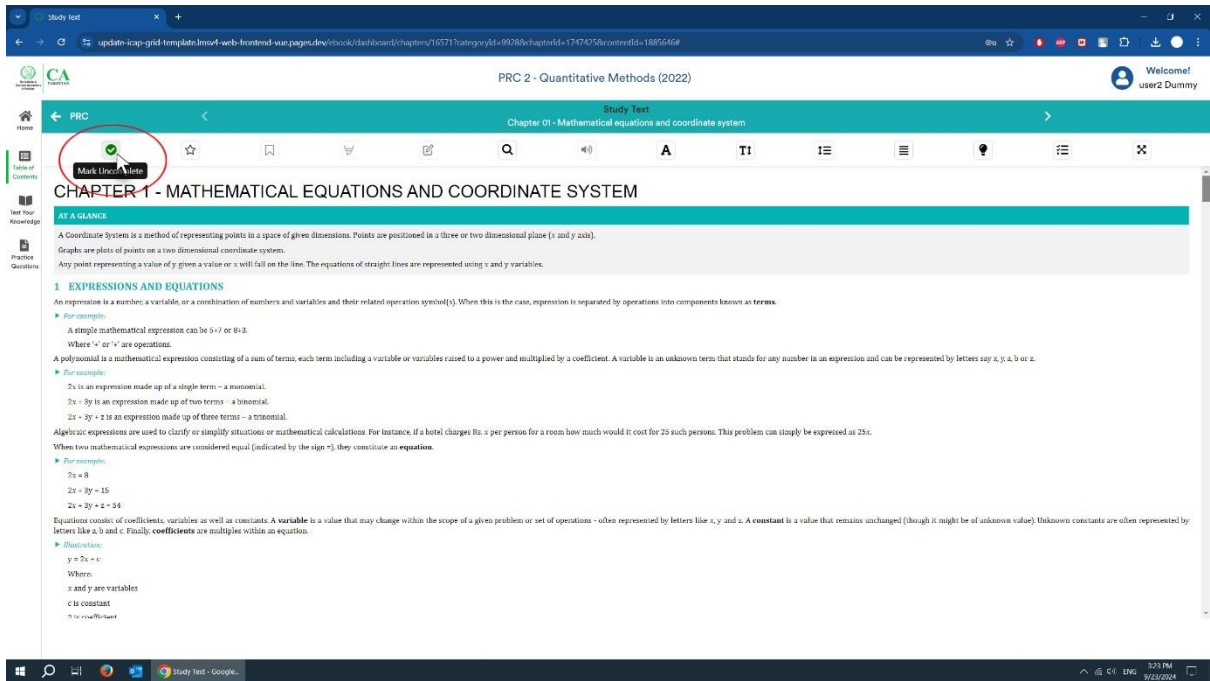 Study Text
update-icap-grid-template.lmsv4-web-frontend-vue.pages.dev/ebook/dashboard/chapters/16571?categoryId=9928&chapterId=1747425&contentId=1885646#
CA
PAKISTAN
PRC 2 - Quantitative Methods (2022)
Welcome!
user2 Dummy
Home
Table of
Contents
Test Your
Knowledge
Practice
Questions
PRC
Study Text
Chapter 01 - Mathematical equations and coordinate system
A
Mark Uncomplete
CHAPTER 1 - MATHEMATICAL EQUATIONS AND COORDINATE SYSTEM
AT A GLANCE
A Coordinate System is a method of representing points in a space of given dimensions. Points are positioned in a three or two dimensional plane (x and y axis).
Graphs are plots of points on a two dimensional coordinate system.
Any point representing a value of y given a value or x will fall on the line. The equations of straight lines are represented using x and y variables.
1 EXPRESSIONS AND EQUATIONS
An expression is a number, a variable, or a combination of numbers and variables and their related operation symbol(s). When this is the case, expression is separated by operations into components known as terms.
For example:
A simple mathematical expression can be 5+7 or 8+3.
Where '+' or '+' are operations.
A polynomial is a mathematical expression consisting of a sum of terms, each term including a variable or variables raised to a power and multiplied by a coefficient. A variable is an unknown term that stands for any number in an expression and can be represented by letters say x, y, a, b or z.
For example:
2x is an expression made up of a single term – a monomial.
2x + 3y is an expression made up of two terms – a binomial.
2x + 3y + z is an expression made up of three terms – a trinomial.
Algebraic expressions are used to clarify or simplify situations or mathematical calculations. For instance, if a hotel charges Rs. x per person for a room how much would it cost for 25 such persons. This problem can simply be expressed as 25x.
When two mathematical expressions are considered equal (indicated by the sign =), they constitute an equation.
For example:
2x = 8
2x + 3y = 15
2x + 3y + z = 54
Equations consist of coefficients, variables as well as constants. A variable is a value that may change within the scope of a given problem or set of operations - often represented by letters like x, y and z. A constant is a value that remains unchanged (though it might be of unknown value). Unknown constants are often represented by
letters like a, b and c. Finally, coefficients are multiples within an equation.
Illustration:
y = 2x + c
Where:
x and y are variables
c is constant
2 is coefficient
Study Text - Google...
ENG
3:23 PM
9/23/2024